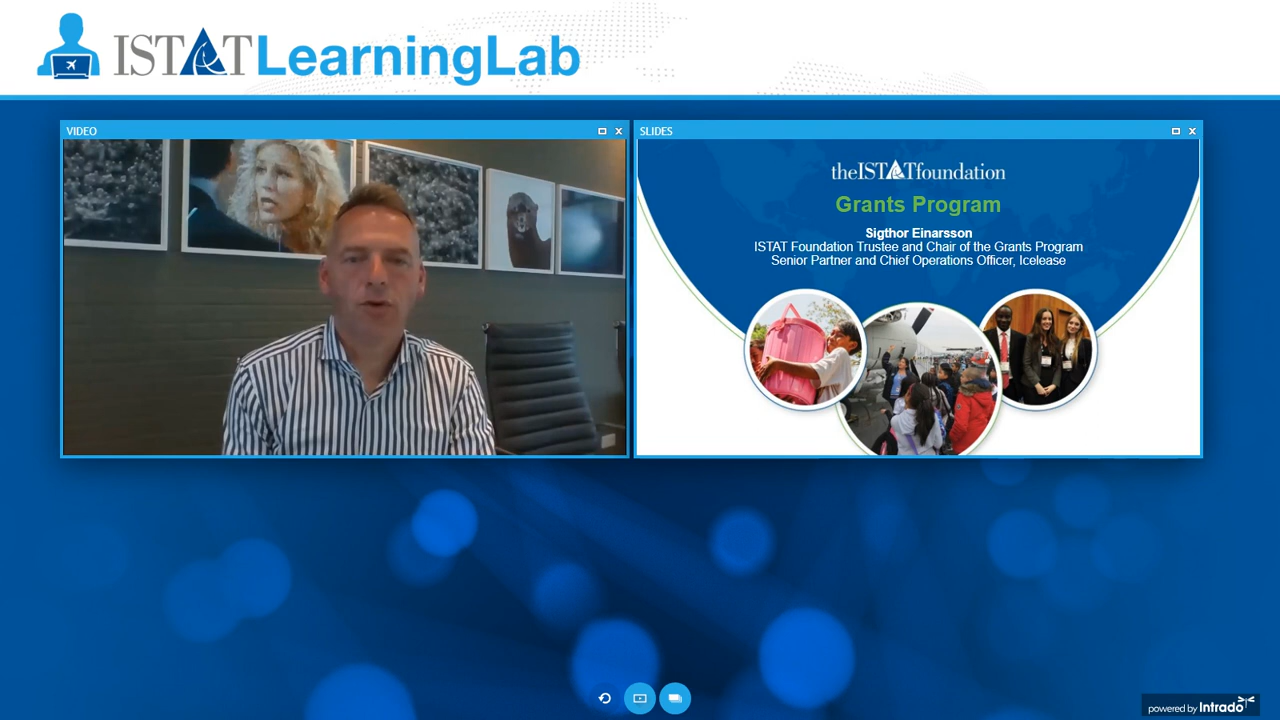 ISTAT LearningLab
VIDEO
SLIDES
theISTATfoundation
Grants Program
Sigthor Einarsson
ISTAT Foundation Trustee and Chair of the Grants Program
Senior Partner and Chief Operations Officer, Icelease
powered by Intrado